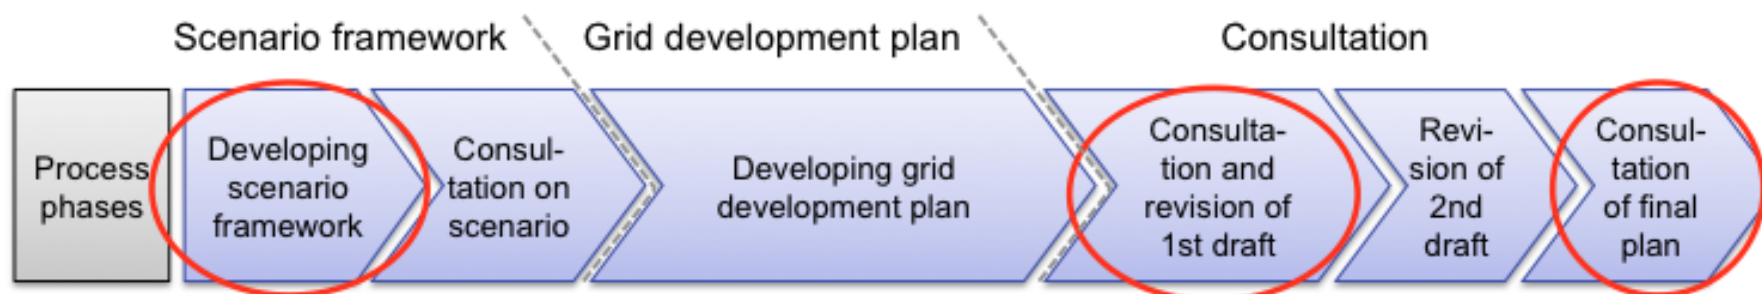 Scenario framework
Grid development plan
Consultation
Process
phases
Developing
scenario
framework
Consul-
tation on
scenario
Developing grid
development plan
Consulta-
tion and
revision of
1st draft
Revi-
sion of
2nd
draft
Consul-
tation
of final
plan